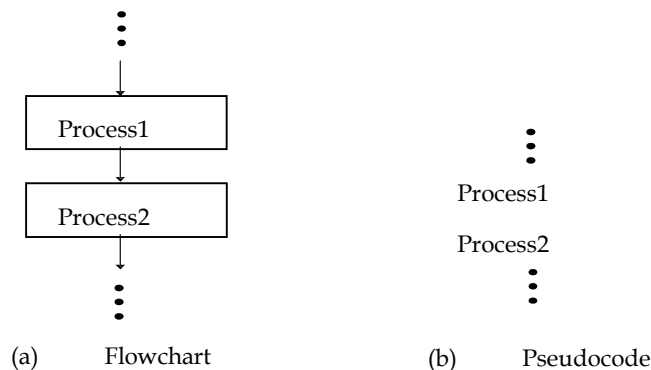 Process1
Process2
(a) Flowchart
Process1
Process2
(b) Pseudocode